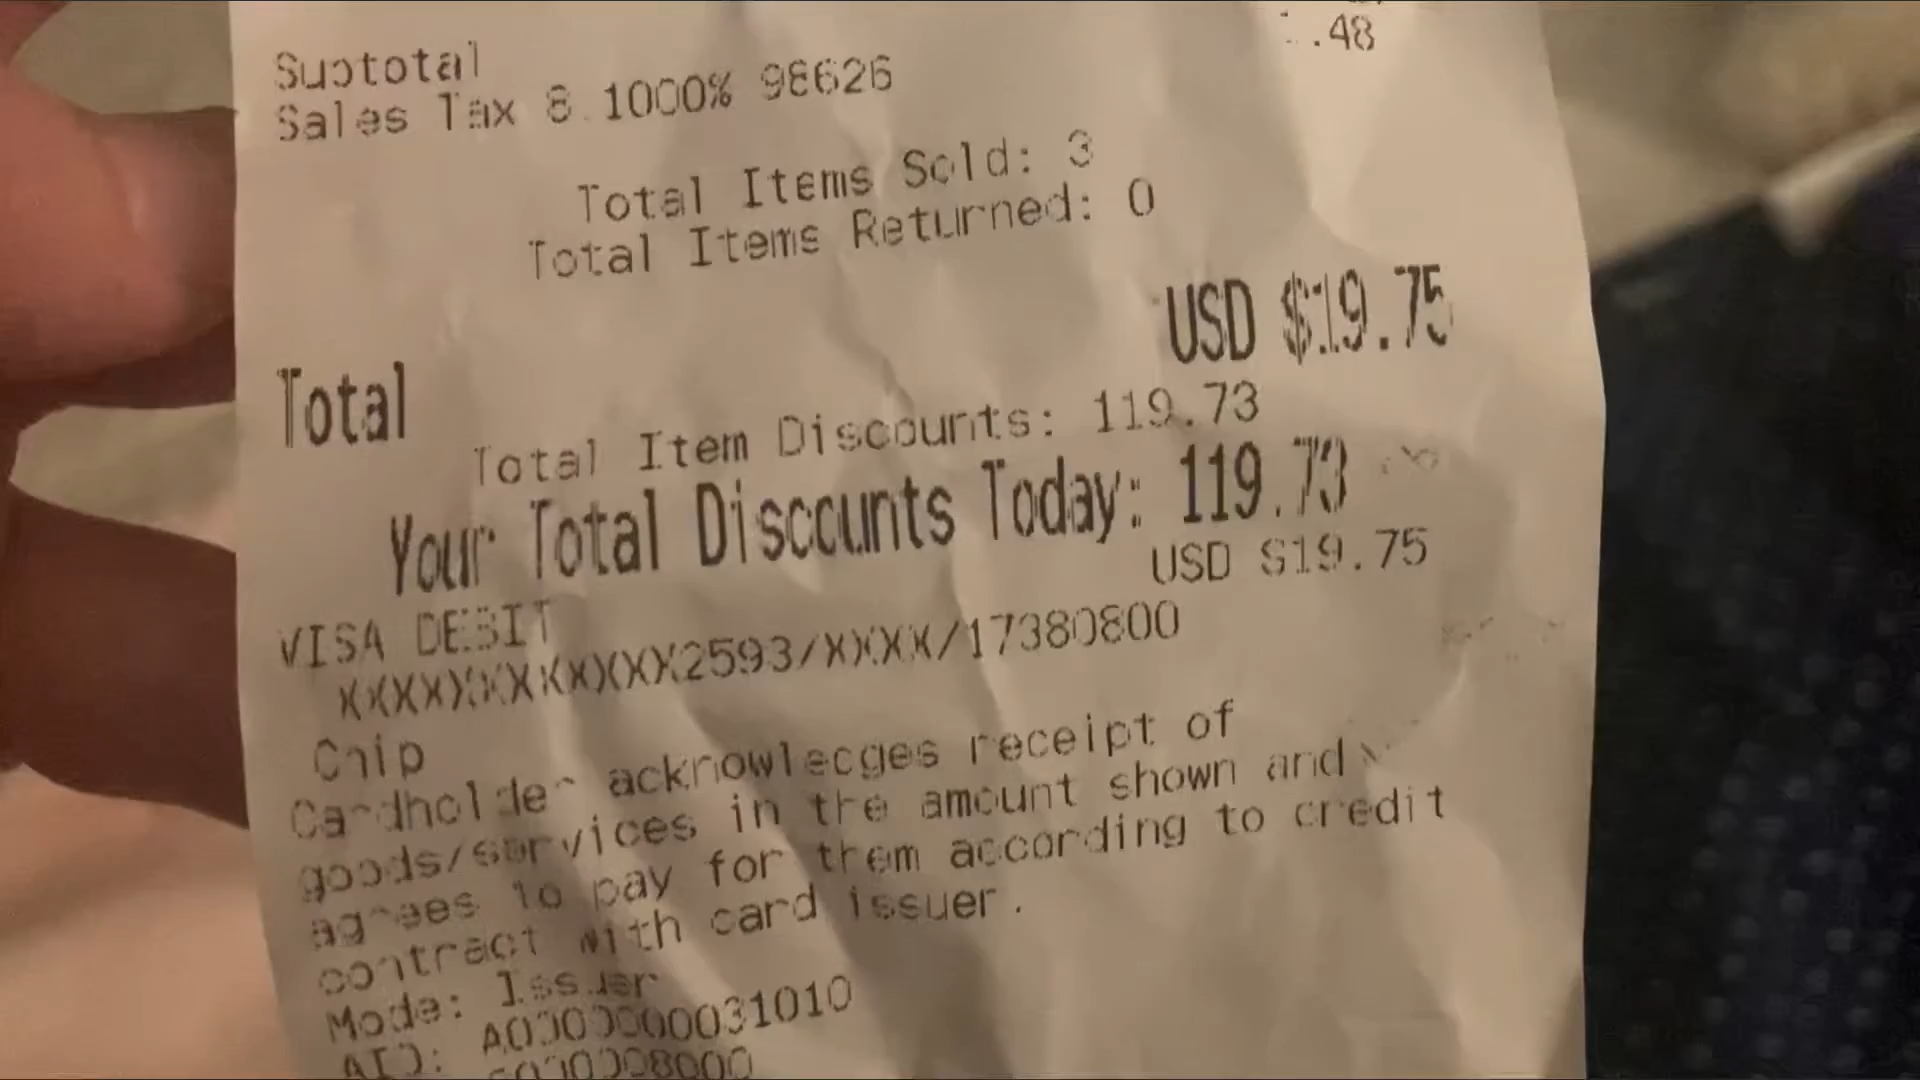 Subtotal
Sales Tax 8.1000% 98626 .48
Total Items Sold: 3
Total Items Returned: 0
Total USD $19.75
Total Item Discounts: 119.73
Your Total Discounts Today: 119.73
VISA DEBIT USD $19.75
XXXXXXXXXXXX2593/XXXX/17380800
Chip
Cardholder acknowledges receipt of
goods/services in the amount shown and
agrees to pay for them according to credit
contract with card issuer.
Mode: Issuer
AID: A0000000031010